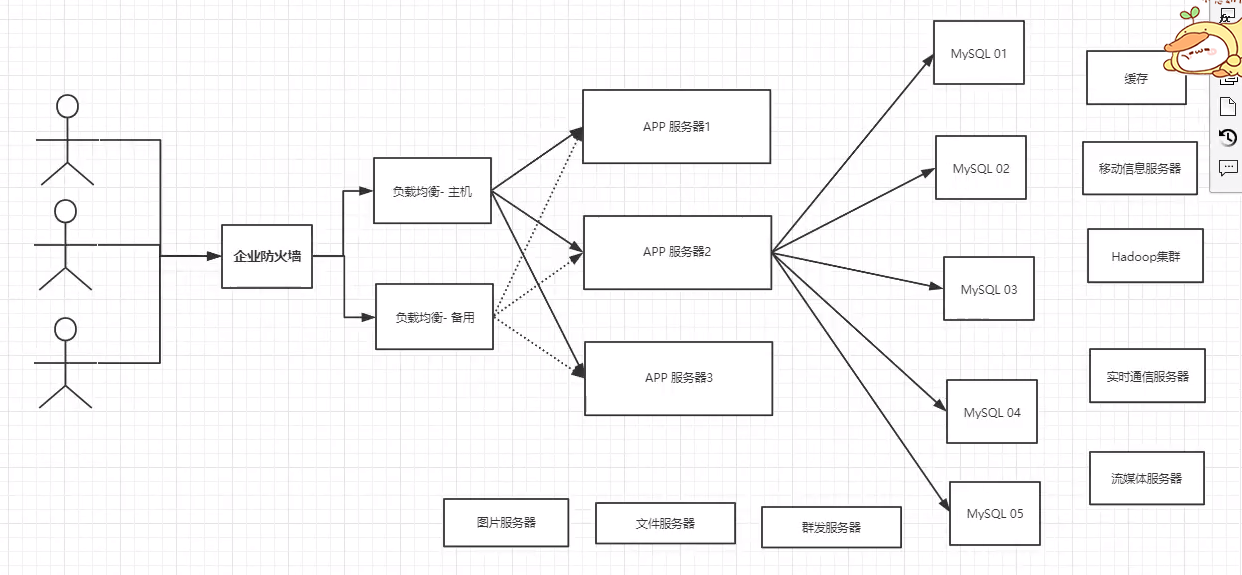 MySQL 01
缓存
APP 服务器1
MySQL 02
移动信息服务器
负载均衡- 主机
企业防火墙
APP 服务器2
Hadoop集群
MySQL 03
负载均衡- 备用
APP 服务器3
实时通信服务器
MySQL 04
流媒体服务器
图片服务器
文件服务器
群发服务器
MySQL 05